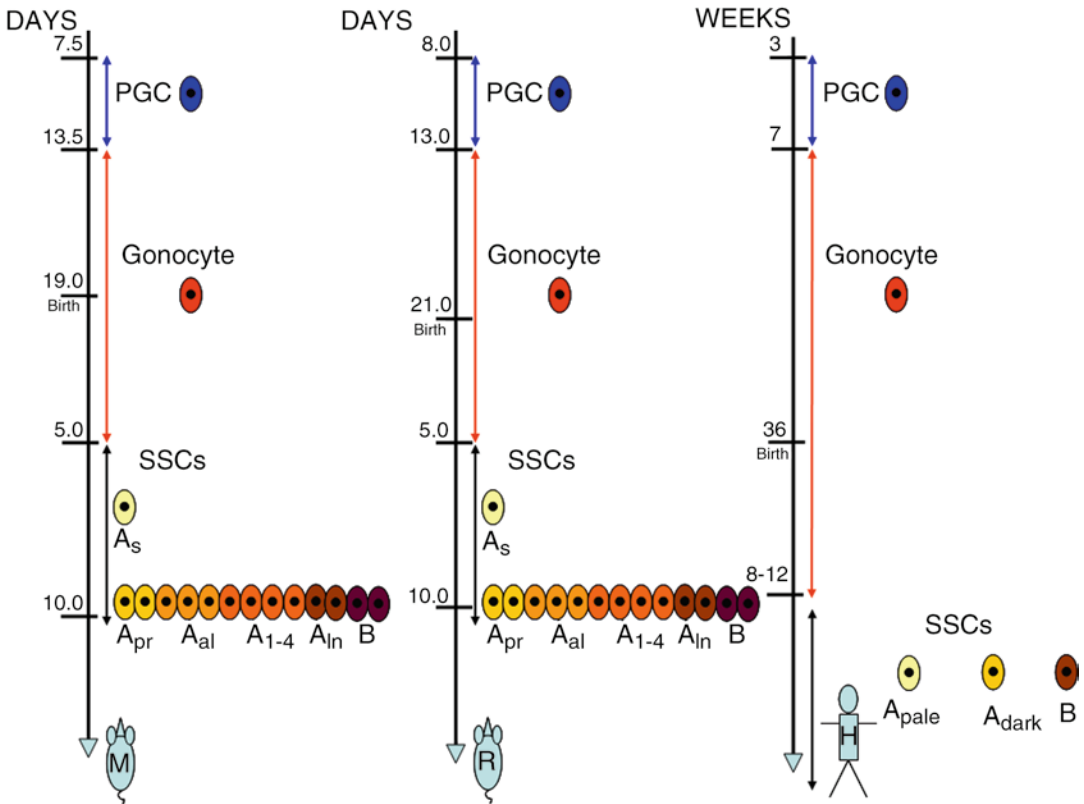 DAYS
7.5
PGC
13.5
Gonocyte
19.0
Birth
5.0
SSCs
As
10.0
Apr Aal A1-4 Aln B
M
DAYS
8.0
PGC
13.0
Gonocyte
21.0
Birth
5.0
SSCs
As
10.0
Apr Aal A1-4 Aln B
R
WEEKS
3
PGC
7
Gonocyte
36
Birth
8-12
SSCs
Apale Adark B
H